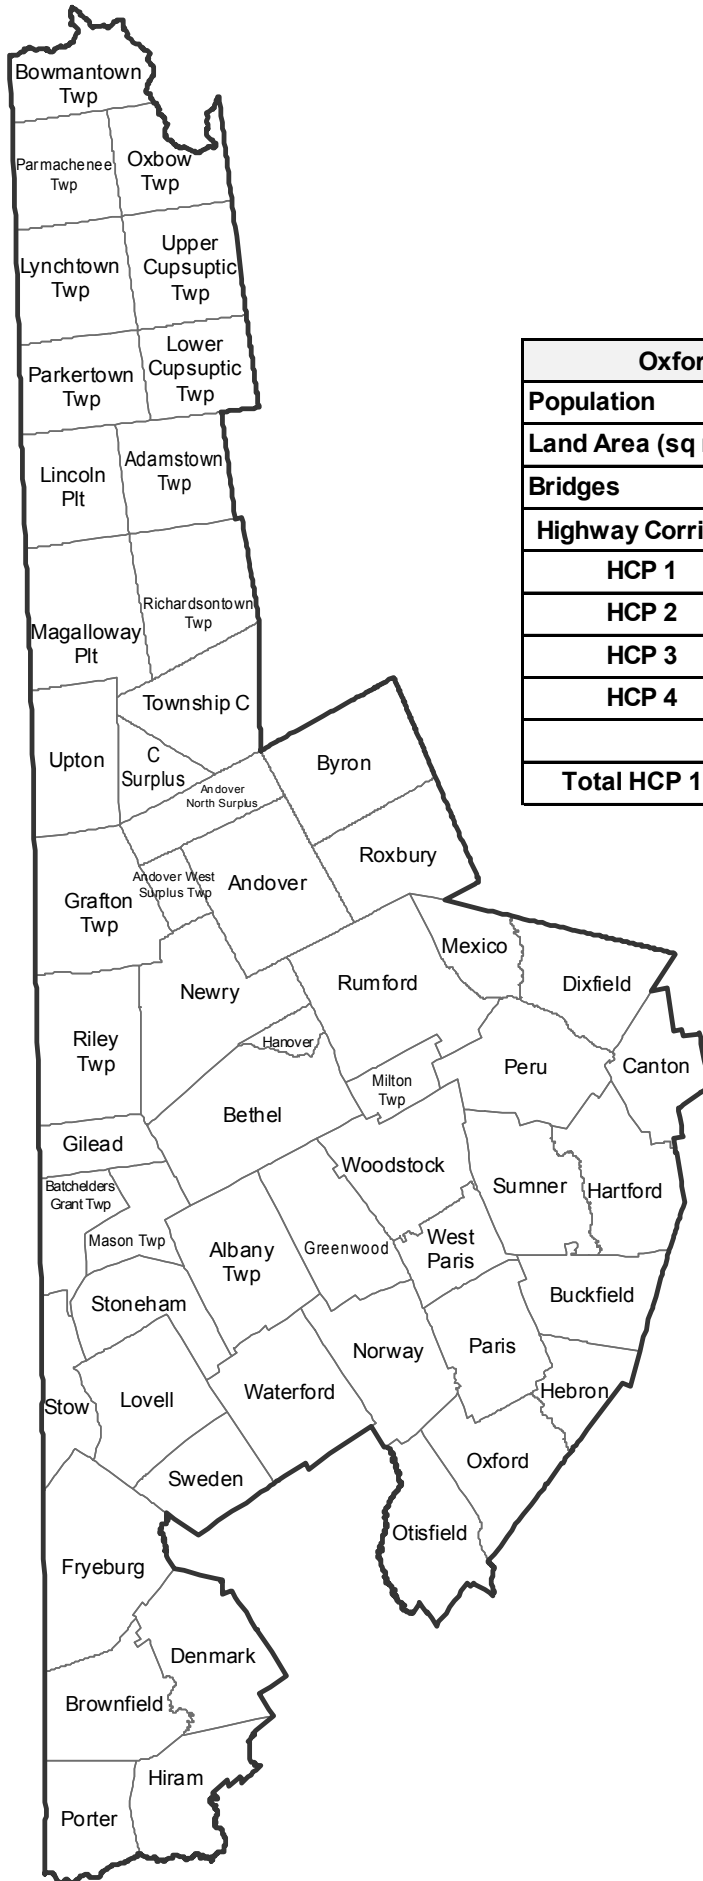 Bowmantown
Twp
Parmachenee
Twp
Oxbow
Twp
Lynchtown
Twp
Upper
Cupsuptic
Twp
Parkertown
Twp
Lower
Cupsuptic
Twp
Lincoln
Plt
Adamstown
Twp
Richardsontown
Twp
Magalloway
Plt
Township C
Upton
C
Surplus
Andover
North Surplus
Byron
Roxbury
Andover West
Surplus Twp
Andover
Grafton
Twp
Mexico
Dixfield
Newry
Rumford
Hanover
Riley
Twp
Milton
Twp
Peru
Canton
Bethel
Gilead
Woodstock
Batchelders
Grant Twp
Sumner
Hartford
Mason Twp
Albany
Twp
Greenwood
West
Paris
Stoneham
Buckfield
Norway
Paris
Stow
Lovell
Waterford
Hebron
Sweden
Oxford
Otisfield
Fryeburg
Denmark
Brownfield
Hiram
Porter
Oxfor
Population
Land Area (sq
Bridges
Highway Corri
HCP 1
HCP 2
HCP 3
HCP 4
Total HCP 1